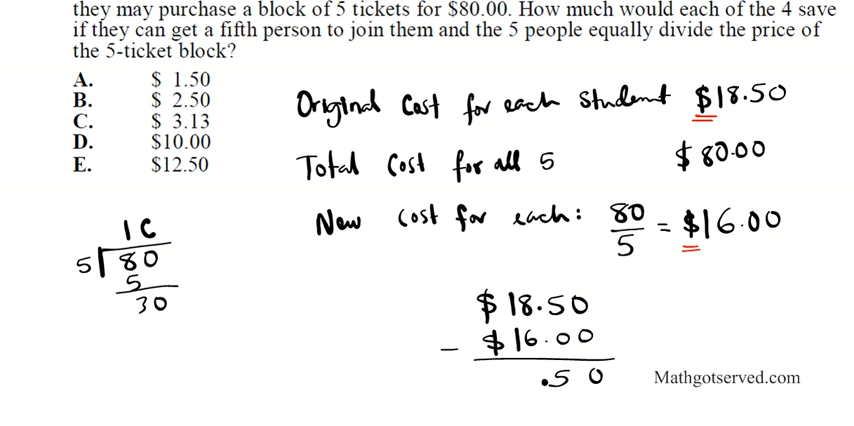 they may purchase a block of 5 tickets for $80.00. How much would each of the 4 save
if they can get a fifth person to join them and the 5 people equally divide the price of
the 5-ticket block?
A. $ 1.50
B. $ 2.50
C. $ 3.13
D. $10.00
E. $12.50
Original Cost for each Student $18.50
Total Cost for all 5 $80.00
New cost for each: 80/5 = $16.00
1C
5 80
5
30
$18.50
- $16.00
.50
Mathgotserved.com